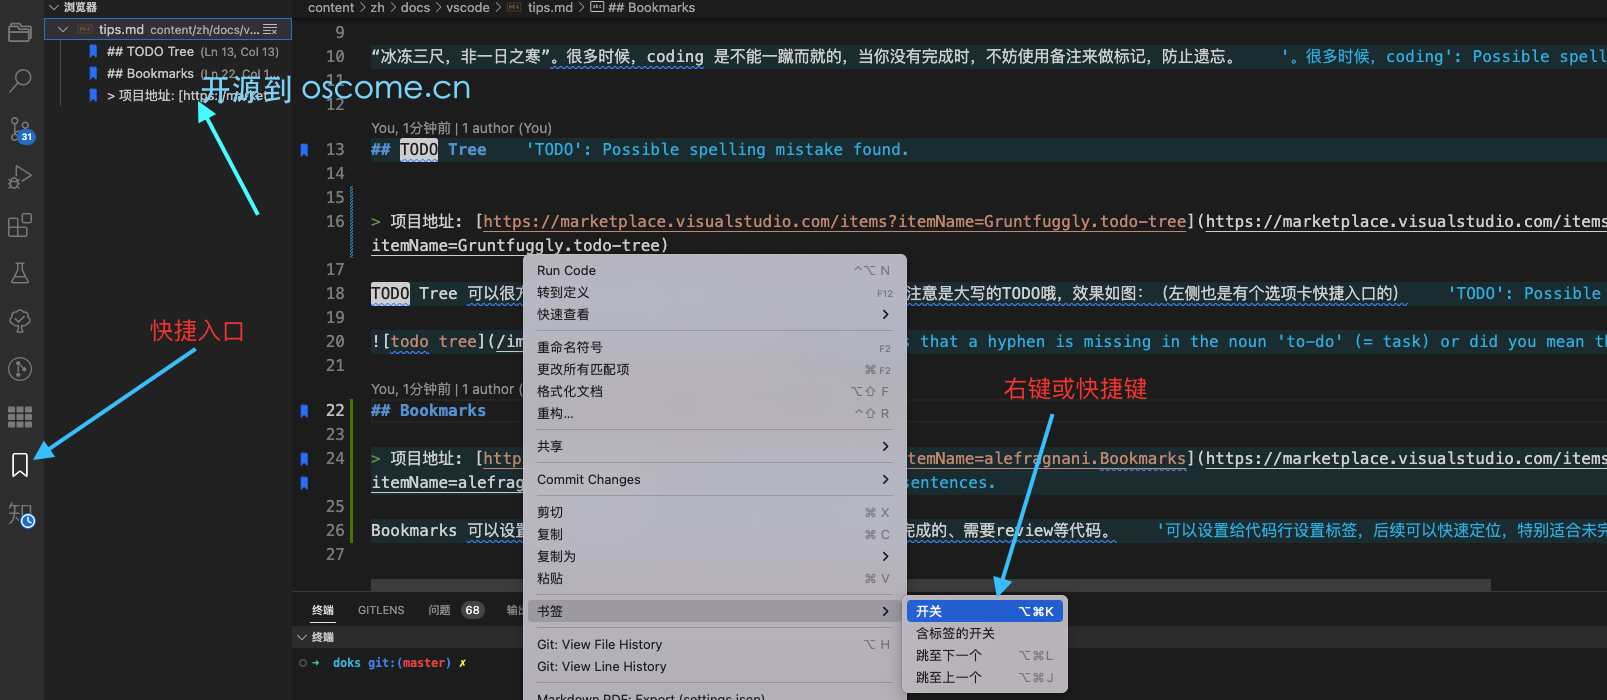 浏览器
tips.md content/zh/docs/v...
## TODO Tree (Ln 13, Col 13)
## Bookmarks (Ln 22, Col 1...
> 项目地址: [https://market
开源到 oscome.cn
31
快捷入口
知
content > zh > docs > vscode > tips.md > ## Bookmarks
9
10 “冰冻三尺，非一日之寒”。很多时候，coding 是不能一蹴而就的，当你没有完成时，不妨使用备注来做标记，防止遗忘。 '。很多时候，coding': Possible spell
11
12
You, 1分钟前 | 1 author (You)
13 ## TODO Tree 'TODO': Possible spelling mistake found.
14
15
16 > 项目地址: [https://marketplace.visualstudio.com/items?itemName=Gruntfuggly.todo-tree](https://marketplace.visualstudio.com/items
itemName=Gruntfuggly.todo-tree)
17
18 TODO Tree 可以很方 注意是大写的TODO哦，效果如图：（左侧也是有个选项卡快捷入口的） 'TODO': Possible
19
20 ![todo tree](/im s that a hyphen is missing in the noun 'to-do' (= task) or did you mean th
21
You, 1分钟前 | 1 author (
22 ## Bookmarks
23
24 > 项目地址: [http temName=alefragnani.Bookmarks](https://marketplace.visualstudio.com/items
itemName=alefrag entences.
25
26 Bookmarks 可以设置 完成的、需要review等代码。 '可以设置给代码行设置标签，后续可以快速定位，特别适合未完
27
右键或快捷键
Run Code ^⌥ N
转到定义 F12
快速查看
重命名符号 F2
更改所有匹配项 ⌘ F2
格式化文档 ⌥⇧ F
重构... ^⇧ R
共享
Commit Changes
剪切 ⌘ X
复制 ⌘ C
复制为
粘贴 ⌘ V
书签
Git: View File History ⌥ H
Git: View Line History
Markdown PDF: Export (settings.json)
开关 ⌥⌘K
含标签的开关
跳至下一个 ⌥⌘L
跳至上一个 ⌥⌘J
终端 GITLENS 问题 68 输出
终端
➜ doks git:(master) ✗